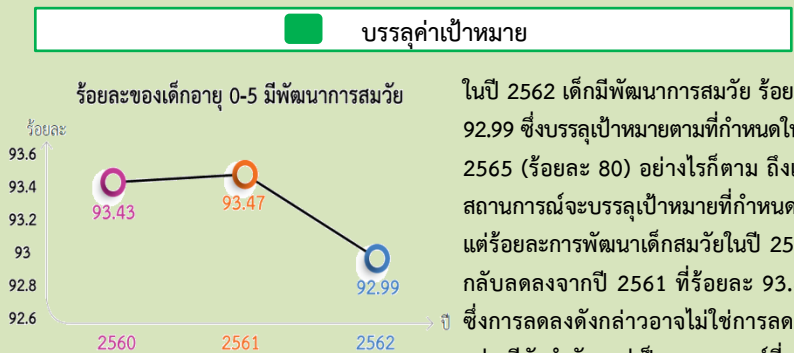 บรรลุค่าเป้าหมาย
ร้อยละของเด็กอายุ 0-5 มีพัฒนาการสมวัย
ร้อยละ
93.6
93.4
93.2
93
92.8
92.6
93.43
93.47
92.99
2560
2561
2562
ปี
ในปี 2562 เด็กมีพัฒนาการสมวัย
92.99 ซึ่งบรรลุเป้าหมายตามที่กำหนด
2565 (ร้อยละ 80) อย่างไรก็ตาม
สถานการณ์จะบรรลุเป้าหมายที่กำหนด
แต่ร้อยละการพัฒนาเด็กสมวัยในปี
กลับลดลงจากปี 2561 ที่ร้อยละ
ซึ่งการลดลงดังกล่าวอาจไม่ใช่การลด